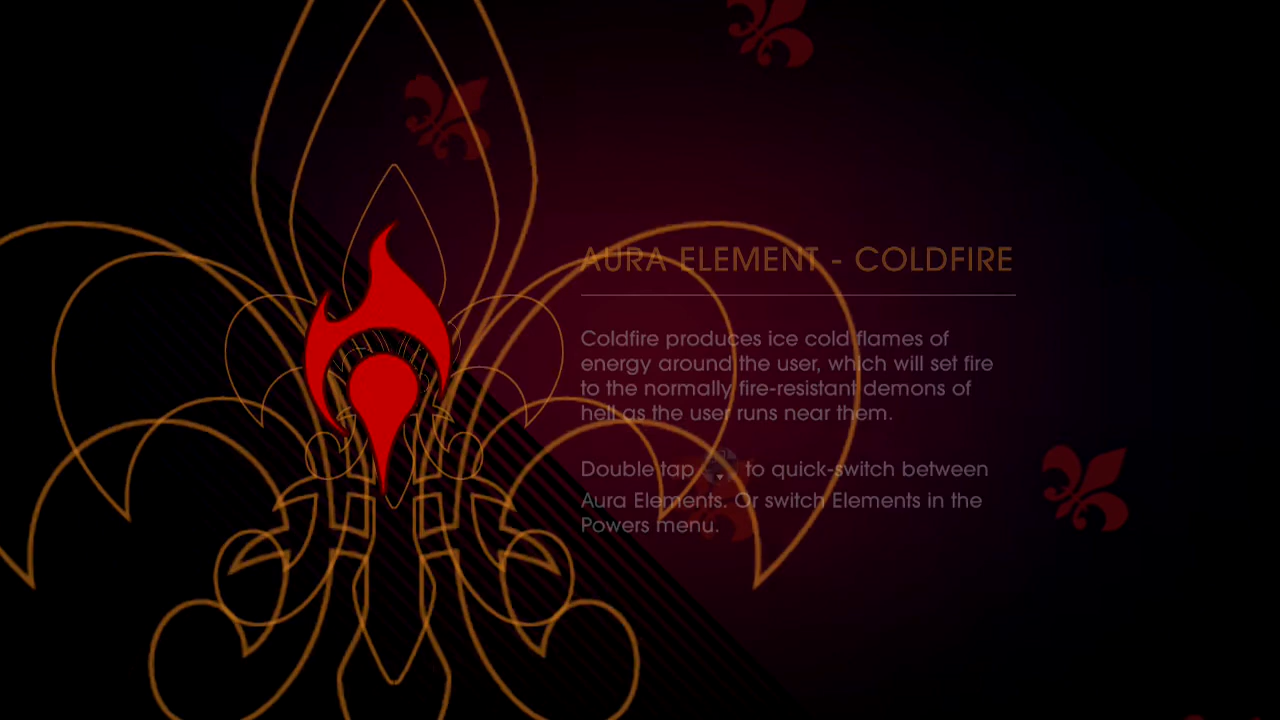 AURA ELEMENT - COLDFIRE
Coldfire produces ice cold flames of
energy around the user, which will set fire
to the normally fire-resistant demons of
hell as the user runs near them.
Double tap to quick-switch between
Aura Elements. Or switch Elements in the
Powers menu.